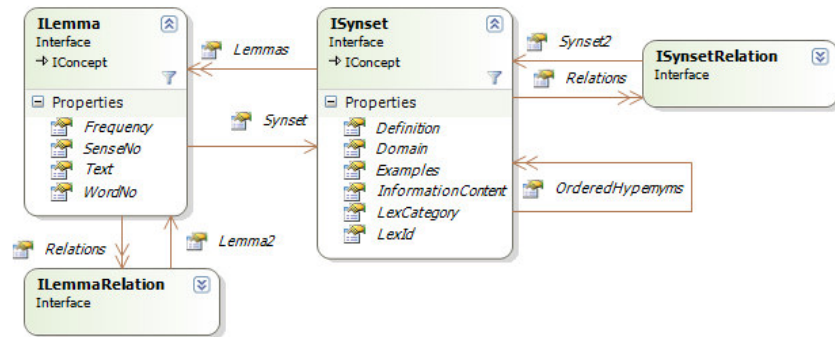 ILemma
Interface
IConcept
Properties
Frequency
SenseNo
Text
WordNo
Lemmas
Synset
ISynset
Interface
IConcept
Properties
Definition
Domain
Examples
InformationContent
LexCategory
LexId
Synset2
Relations
ISynsetRelation
Interface
OrderedHypernyms
Relations
Lemma2
ILemmaRelation
Interface